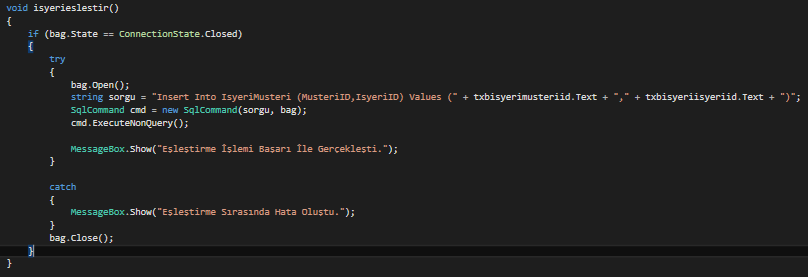 void isyerieslestir()
{
if (bag.State == ConnectionState.Closed)
{
try
{
bag.Open();
string sorgu = "Insert Into IsyeriMusteri (MusteriID,IsyeriID) Values (" + txbisyerimusteriid.Text + "," + txbisyeriisyeriid.Text + ")";
SqlCommand cmd = new SqlCommand(sorgu, bag);
cmd.ExecuteNonQuery();
MessageBox.Show("Eşleştirme İşlemi Başarı İle Gerçekleşti.");
}
catch
{
MessageBox.Show("Eşleştirme Sırasında Hata Oluştu.");
}
bag.Close();
}
}